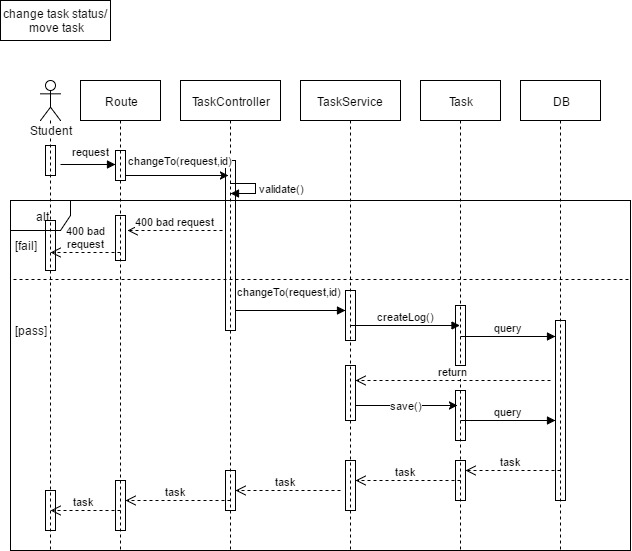 change task status/
move task
Route
TaskController
TaskService
Task
DB
Student
request
changeTo(request,id)
validate()
alt
400 bad request
400 bad
request
[fail]
changeTo(request,id)
createLog()
query
[pass]
return
save()
query
task
task
task
task
task